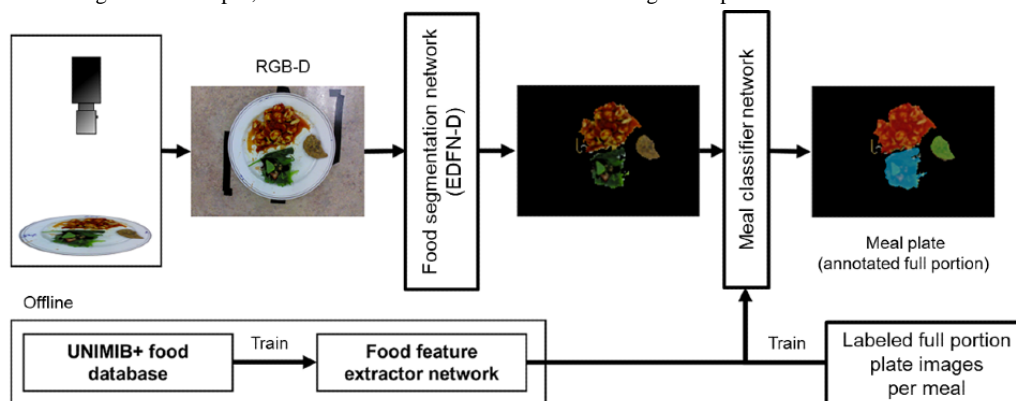 RGB-D
Food segmentation network
(EDFN-D)
Meal classifier network
Meal plate
(annotated full portion)
Offline
UNIMIB+ food
database
Train
Food feature
extractor network
Train
Labeled full portion
plate images
per meal